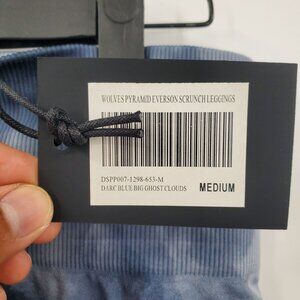 WOLVES PYRAMID EVERSON SCRUNCH LEGGINGS
DSPP007-1298-653-M
DARC BLUE BIG GHOST CLOUDS MEDIUM